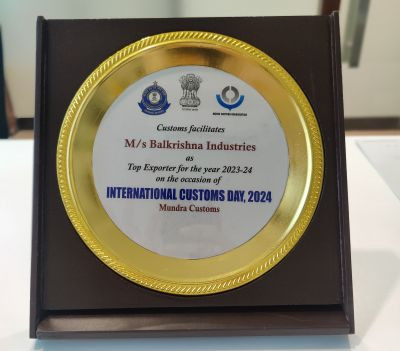 Customs facilitates
M/s Balkrishna Industries
as
Top Exporter for the year 2023-24
on the occasion of
INTERNATIONAL CUSTOMS DAY, 2024
Mundra Customs